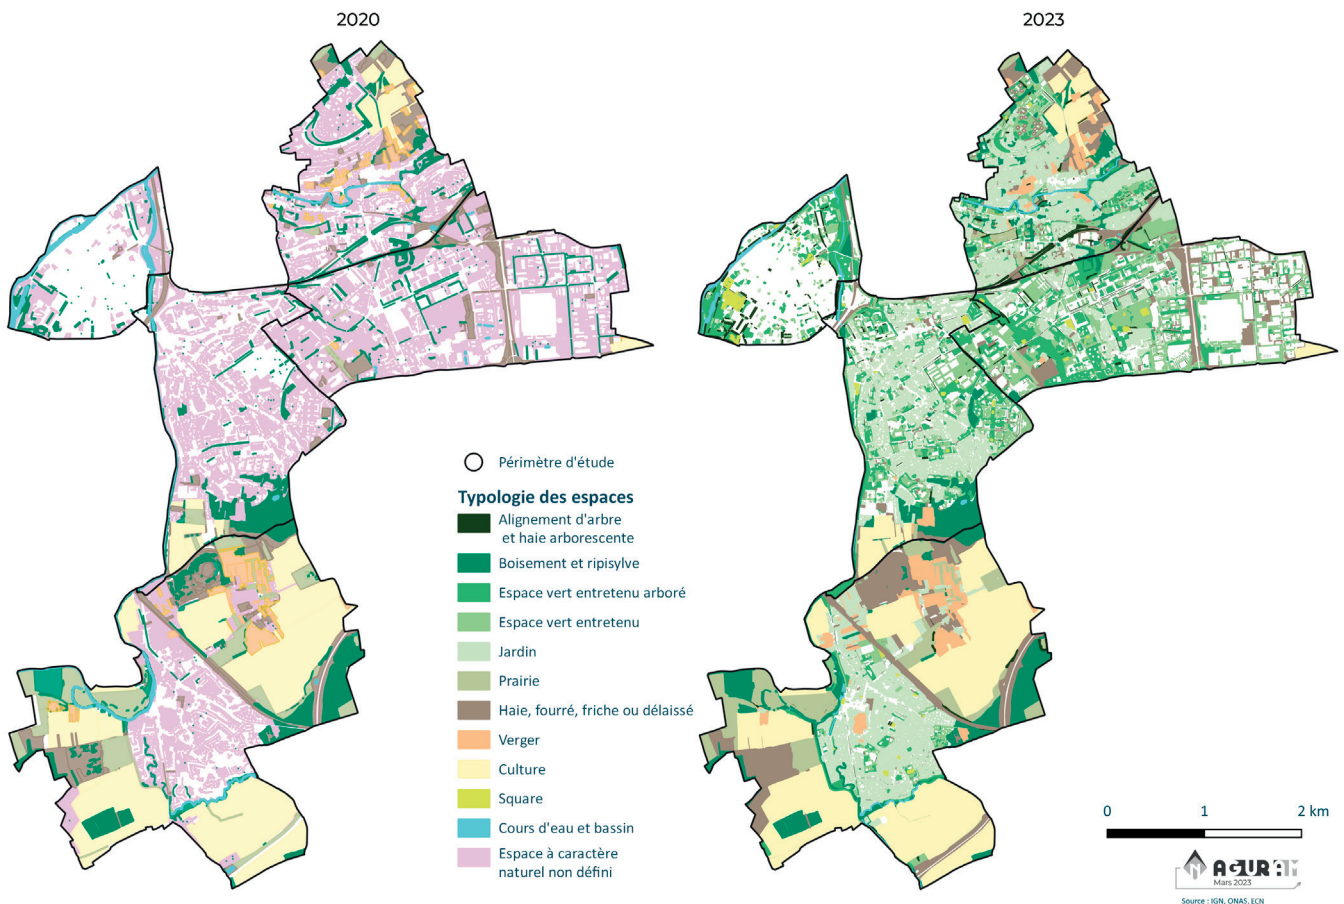 2020
2023
Périmètre d'étude
Typologie des espaces
Alignement d'arbre
et haie arborescente
Boisement et ripisylve
Espace vert entretenu arboré
Espace vert entretenu
Jardin
Prairie
Haie, fourré, friche ou délaissé
Verger
Culture
Square
Cours d'eau et bassin
Espace à caractère
naturel non défini
0 1 2 km
N
AGURAM
Mars 2023
Source : IGN, ONAS, ECN